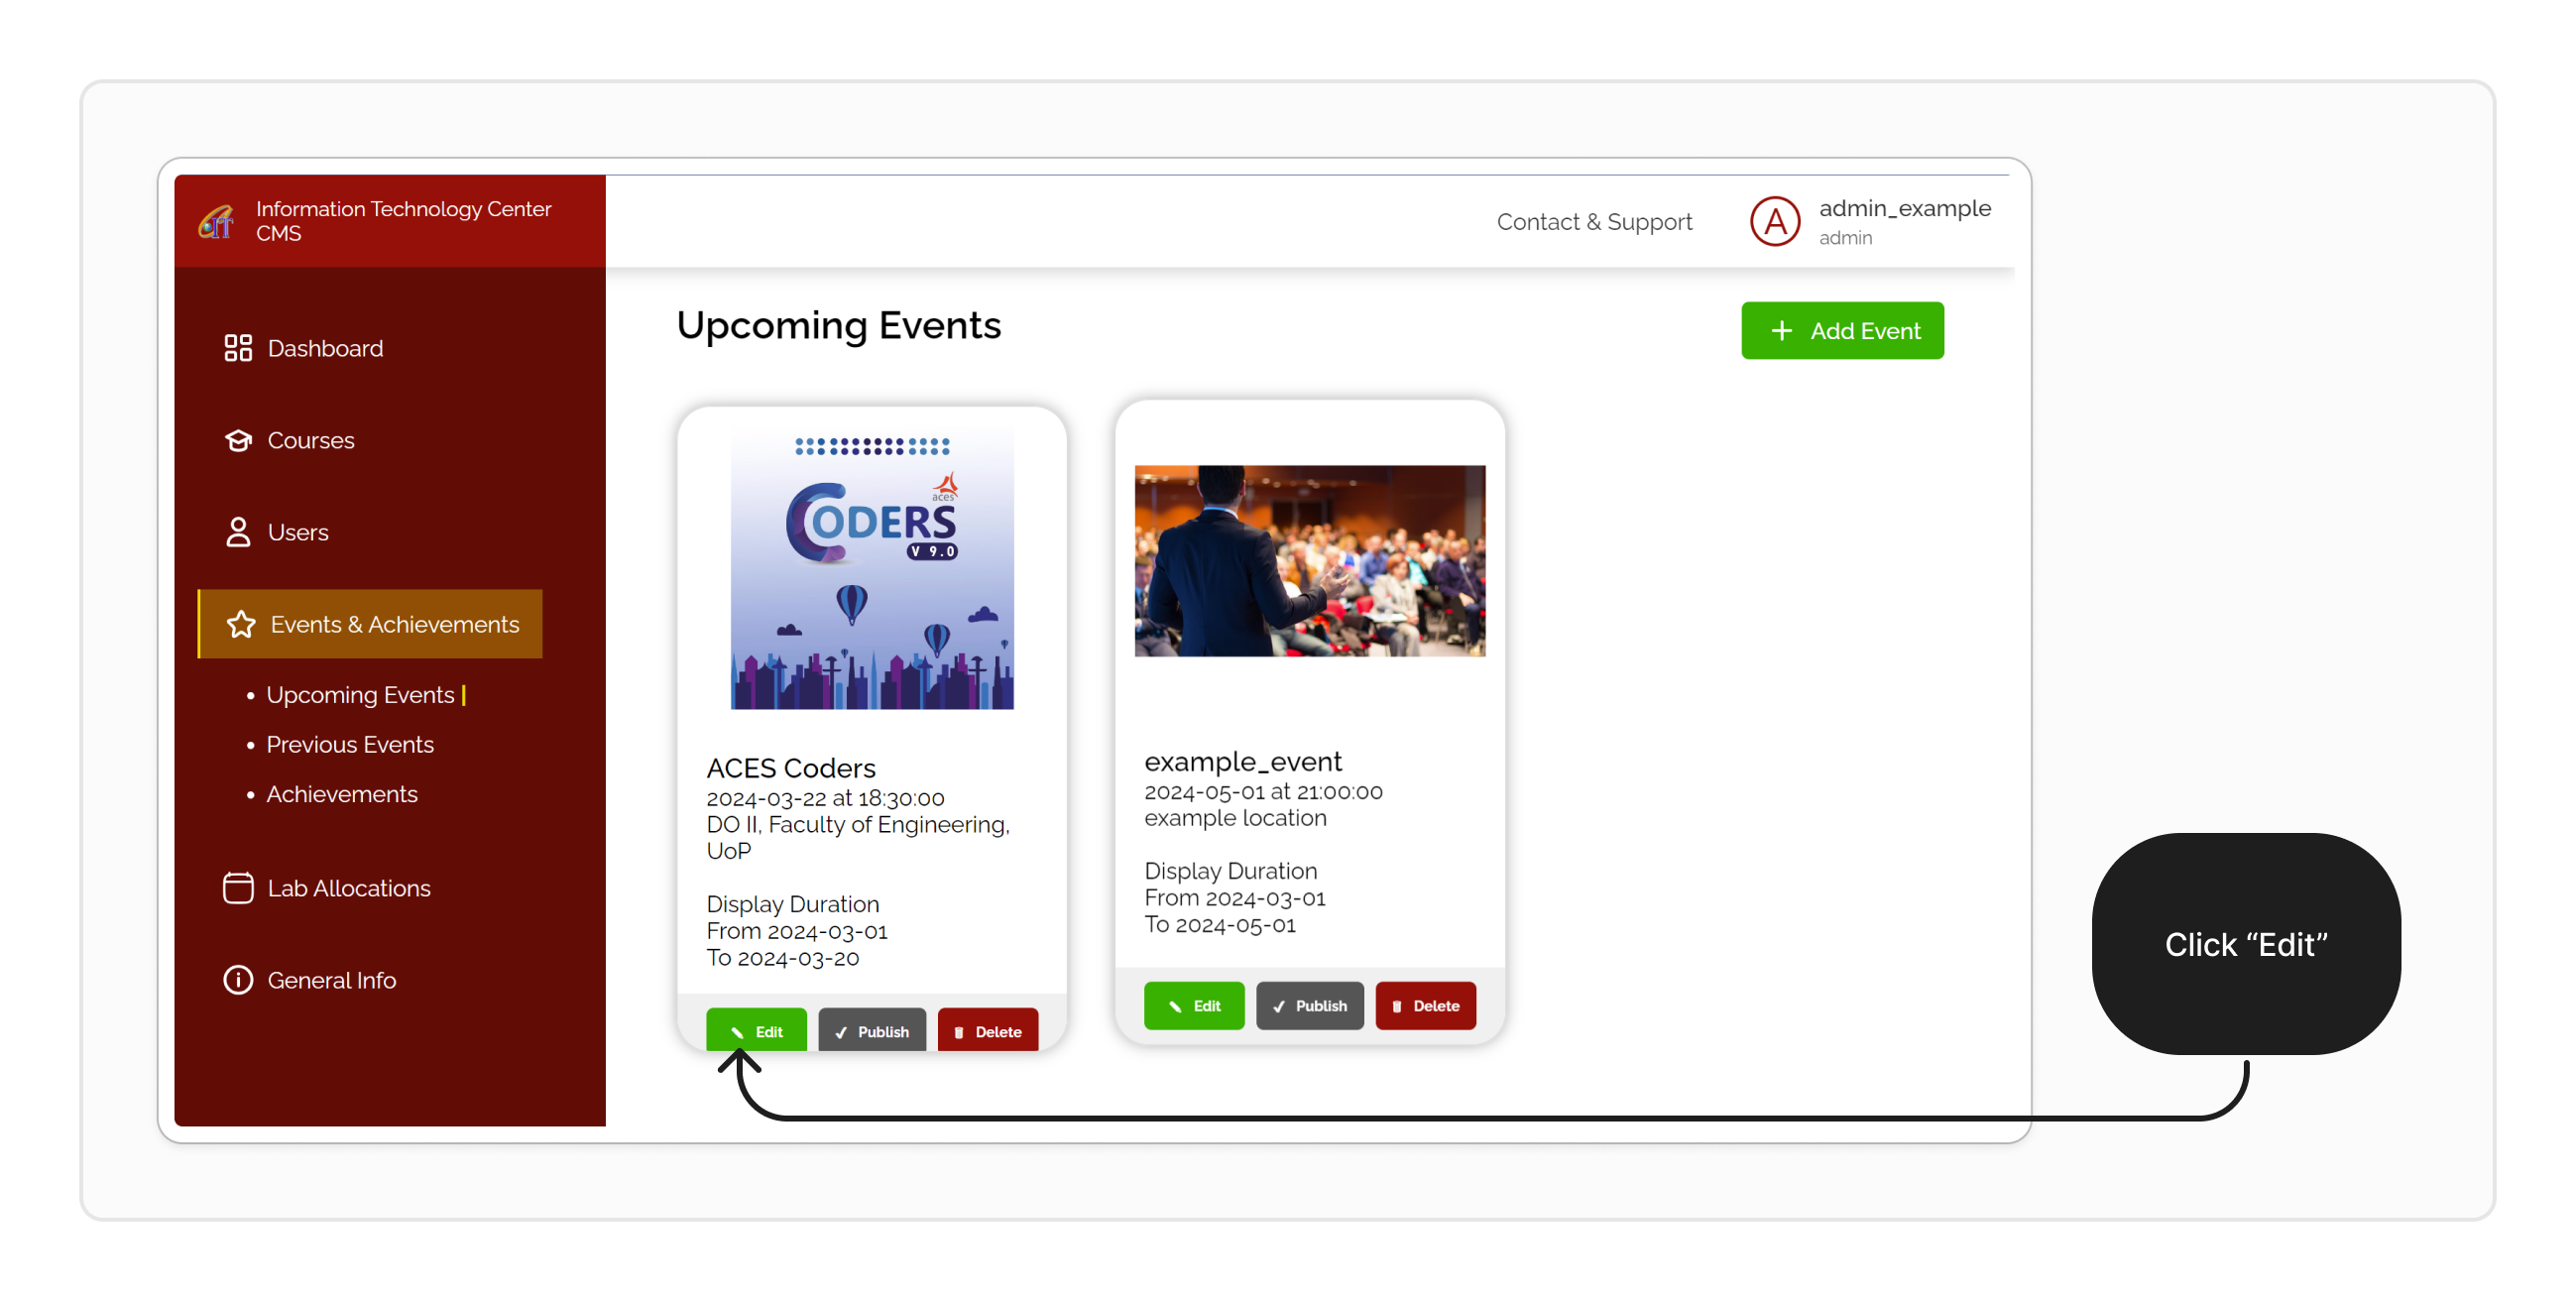 Information Technology Center
CMS
Contact & Support
A
admin_example
admin
Dashboard
Courses
Users
Events & Achievements
Upcoming Events
Previous Events
Achievements
Lab Allocations
General Info
Upcoming Events
+ Add Event
aces
CODERS
V 9.0
ACES Coders
2024-03-22 at 18:30:00
DO II, Faculty of Engineering,
UoP
Display Duration
From 2024-03-01
To 2024-03-20
Edit
Publish
Delete
example_event
2024-05-01 at 21:00:00
example location
Display Duration
From 2024-03-01
To 2024-05-01
Edit
Publish
Delete
Click “Edit”